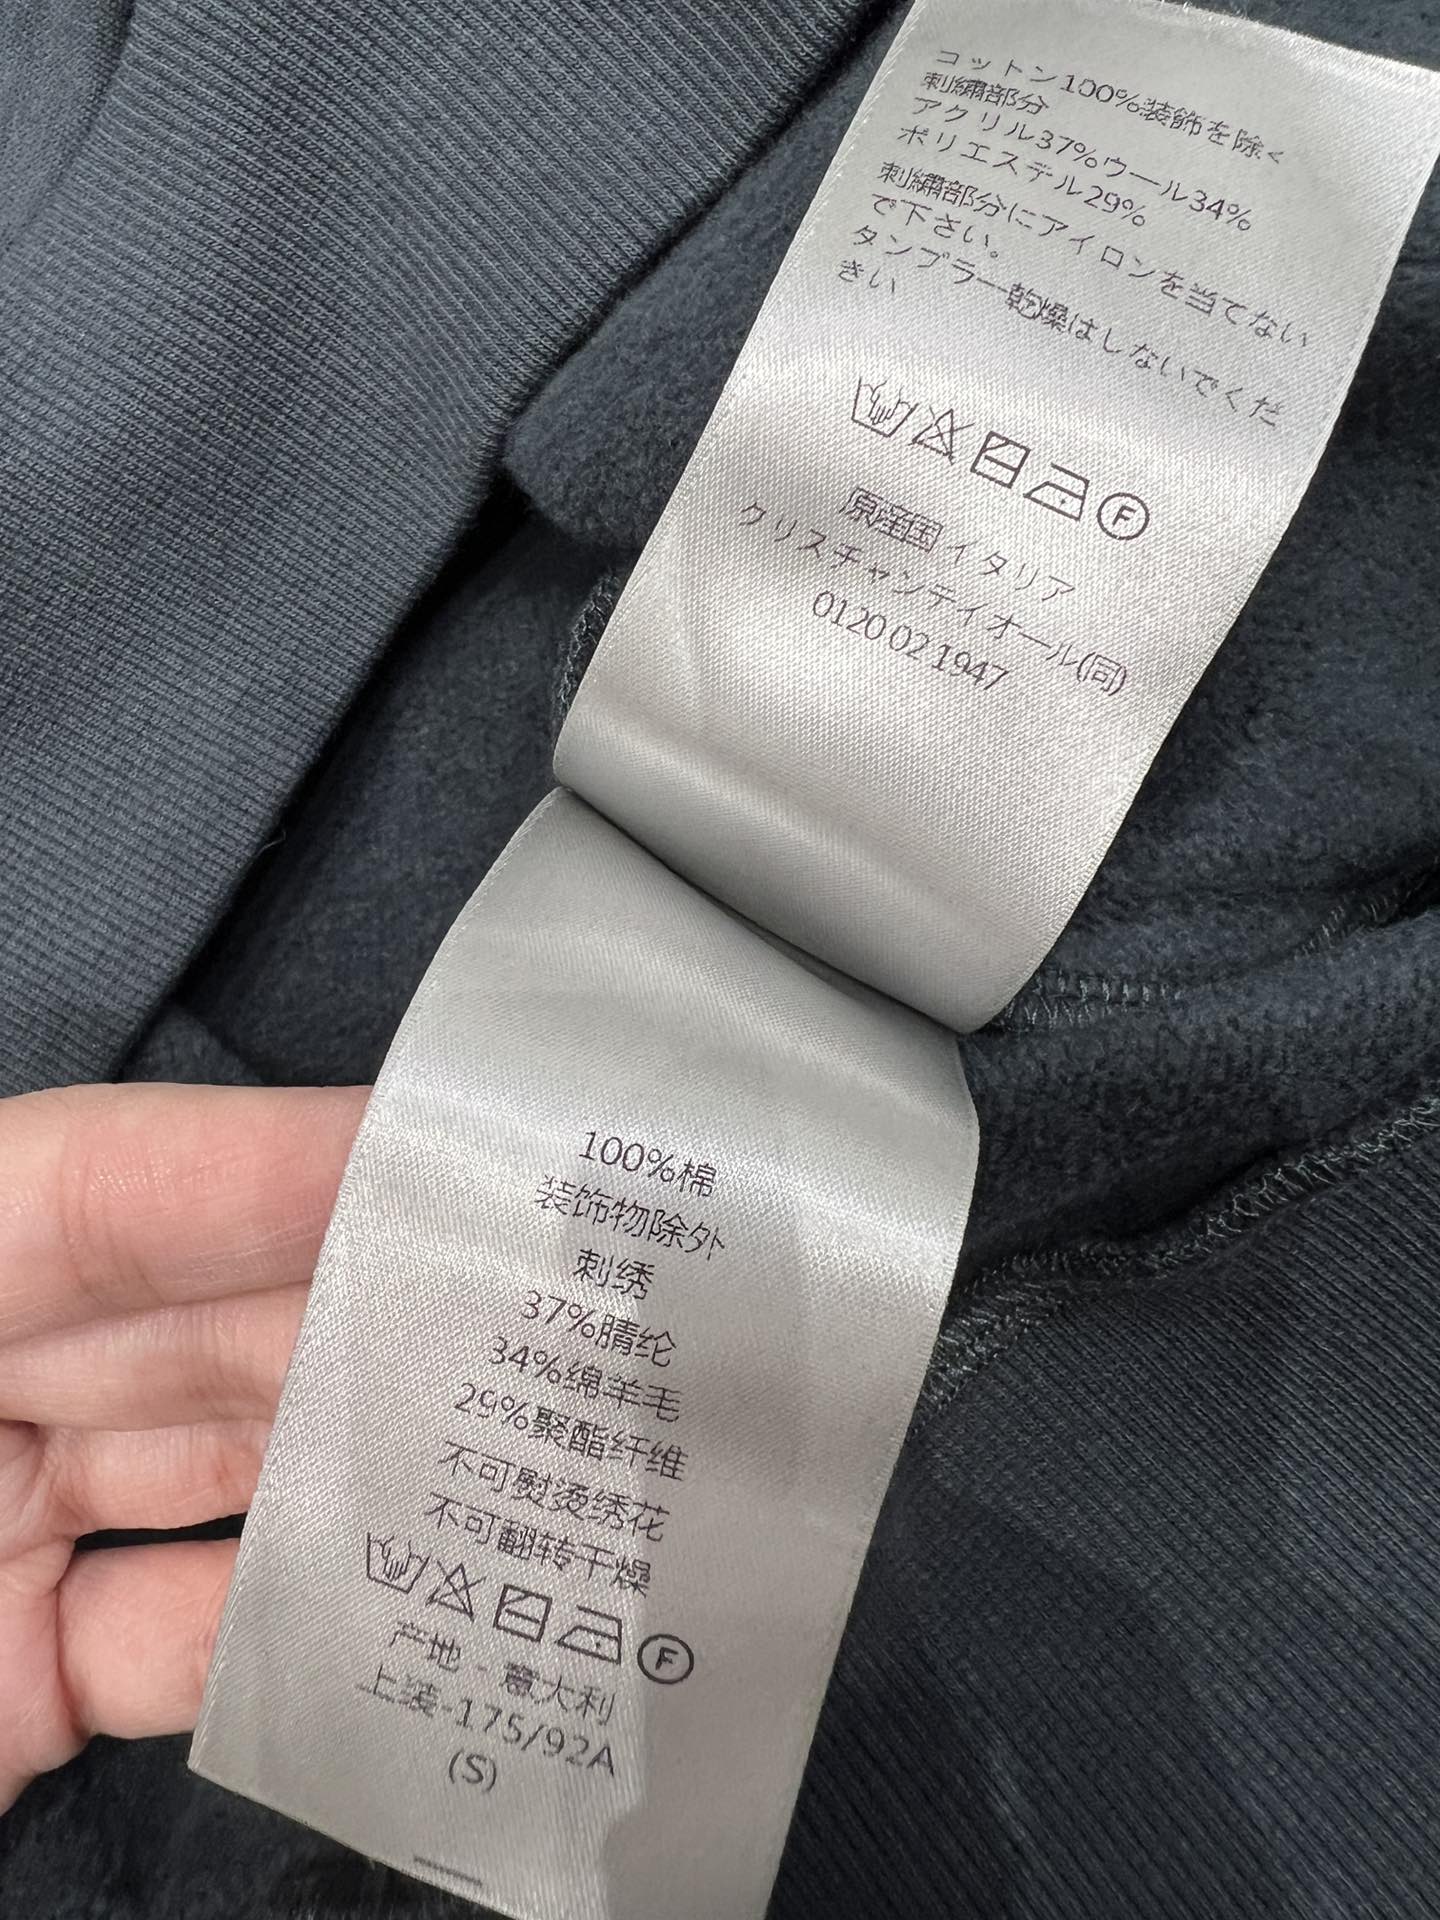 コットン100%装飾を除く
刺繍部分
アクリル37%ウール34%
ポリエステル29%
刺繍部分にアイロンを当てない
で下さい。
タンブラー乾燥はしないでくだ
さい
F
原産国イタリア
クリスチャンディオール(同)
0120 02 1947
100%棉
装饰物除外
刺绣
37%腈纶
34%绵羊毛
29%聚酯纤维
不可熨烫绣花
不可翻转干燥
F
产地 - 意大利
上装-175/92A
(S)